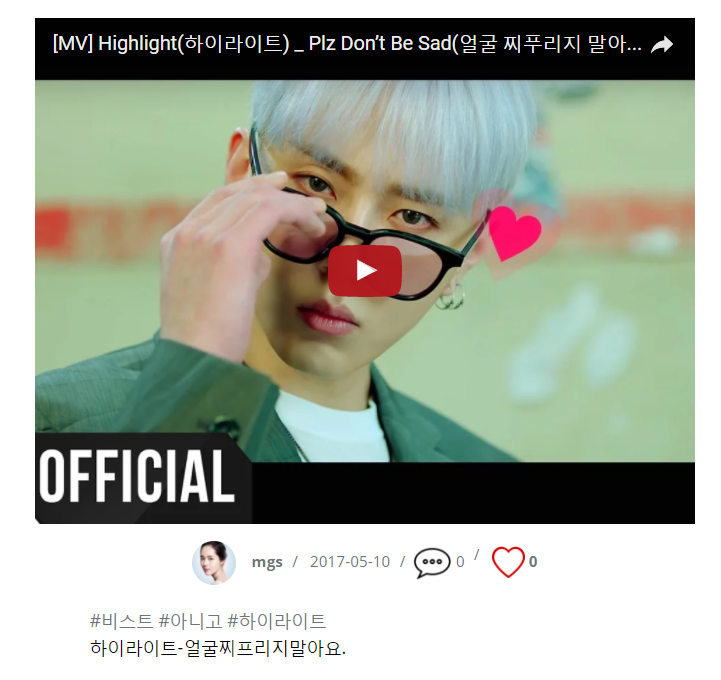 [MV] Highlight(하이라이트) _ Plz Don’t Be Sad(얼굴 찌푸리지 말아...
OFFICIAL
mgs / 2017-05-10 / 0 / 0
#비스트 #아니고 #하이라이트
하이라이트-얼굴찌프리지말아요.